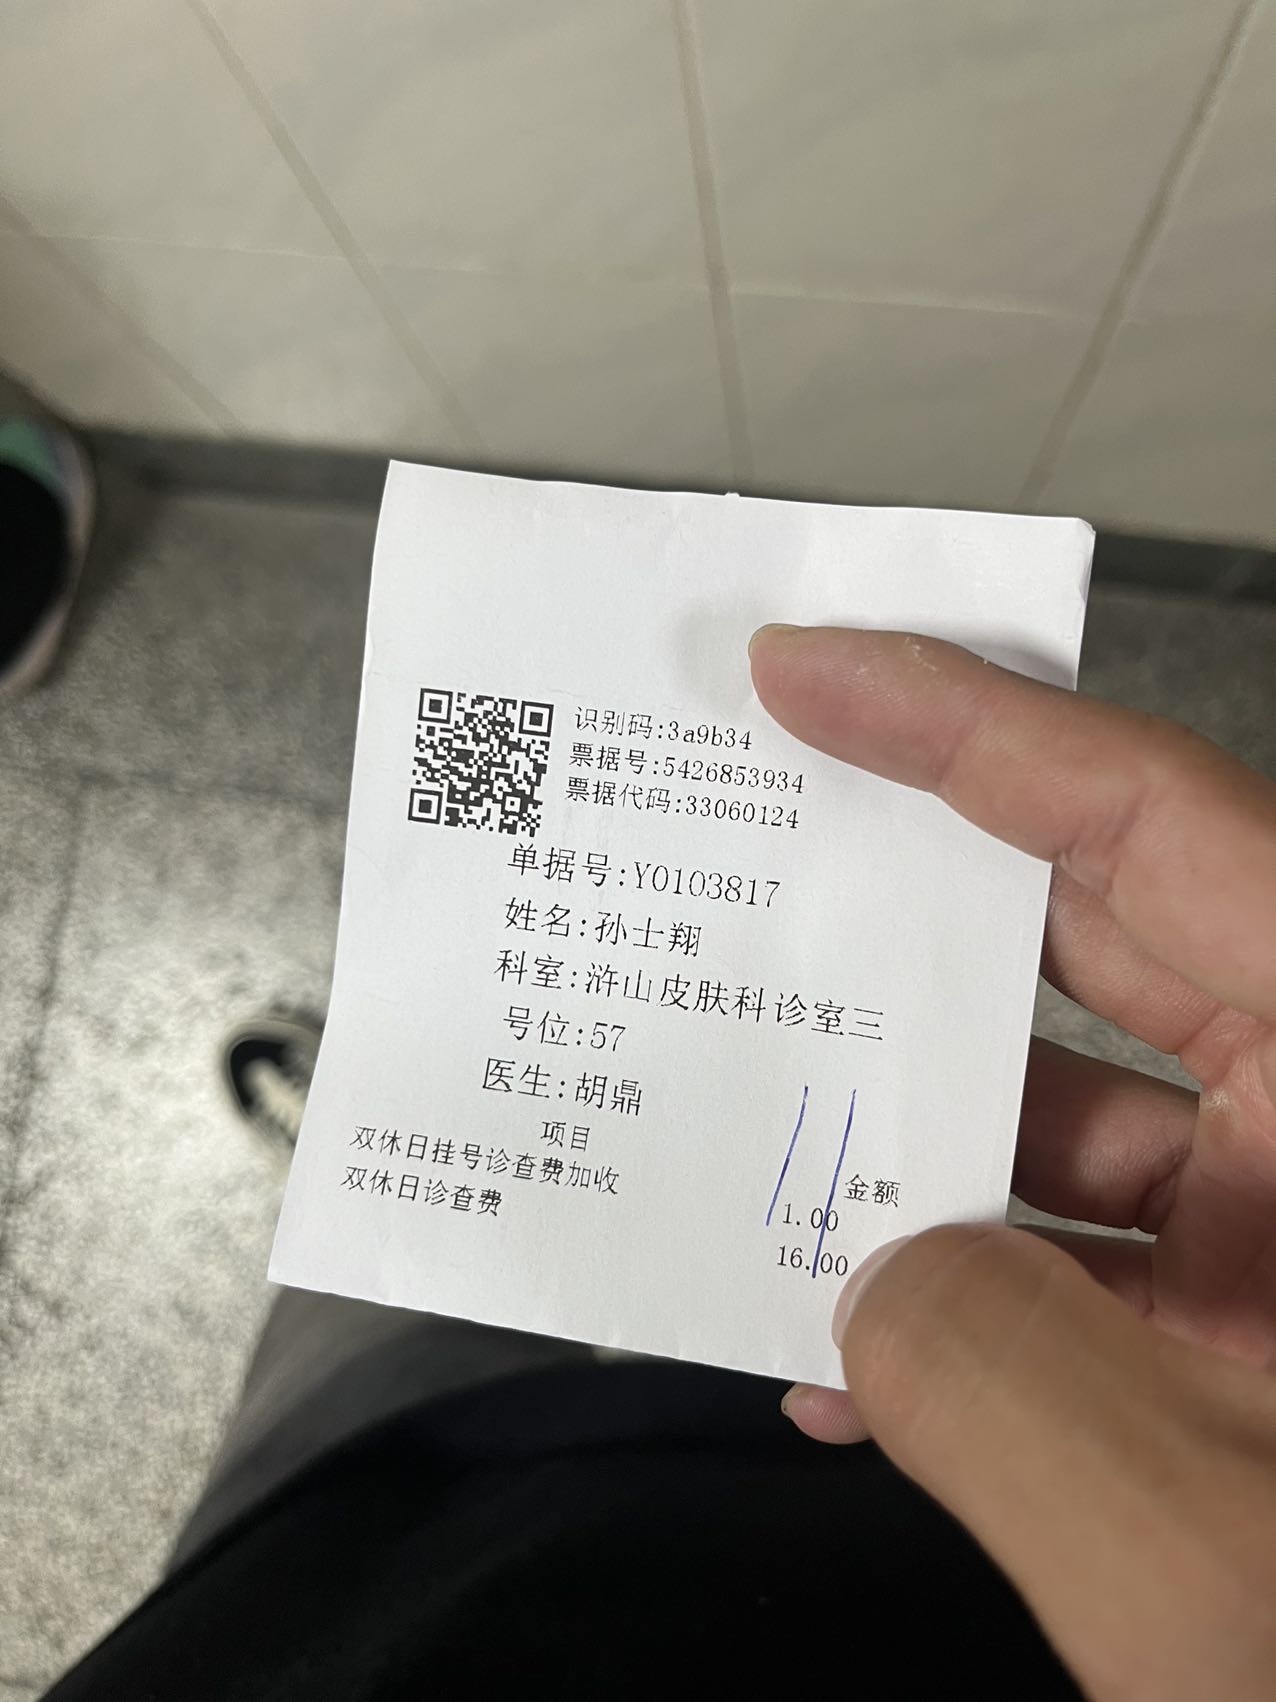 识别码:3a9b34
票据号:5426853934
票据代码:33060124
单据号:Y0103817
姓名:孙士翔
科室:浒山皮肤科诊室三
号位:57
医生:胡鼎
项目 金额
双休日挂号诊查费加收 1.00
双休日诊查费 16.00